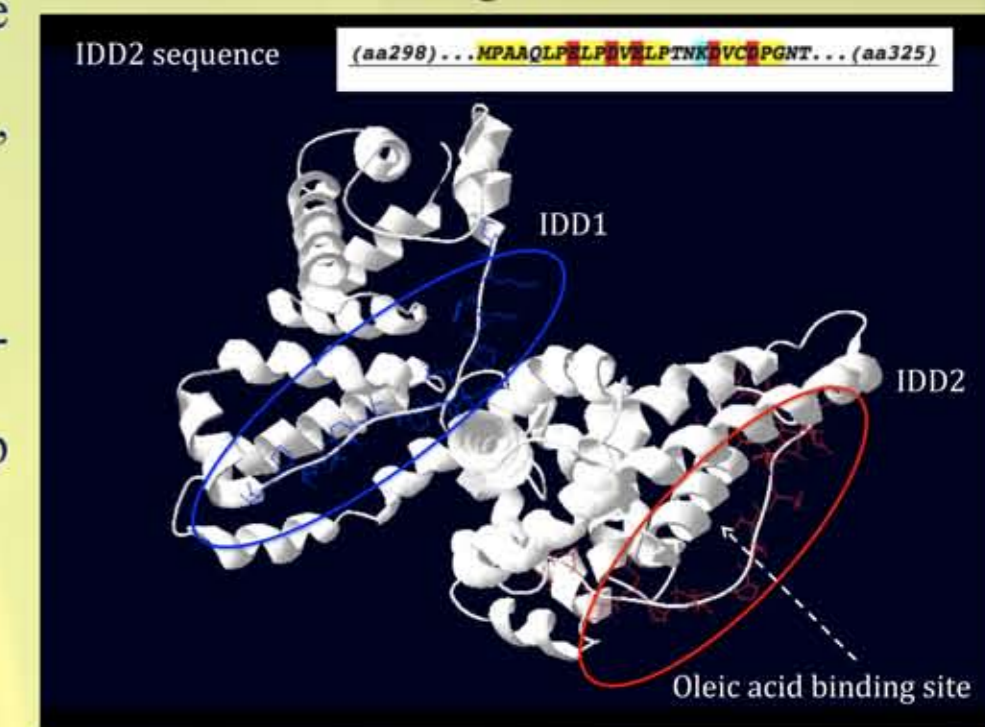 IDD2 sequence
(aa298)...MPAAQLPELPDVELPTNKDVCDPGNT...(aa325)
IDD1
IDD2
Oleic acid binding site